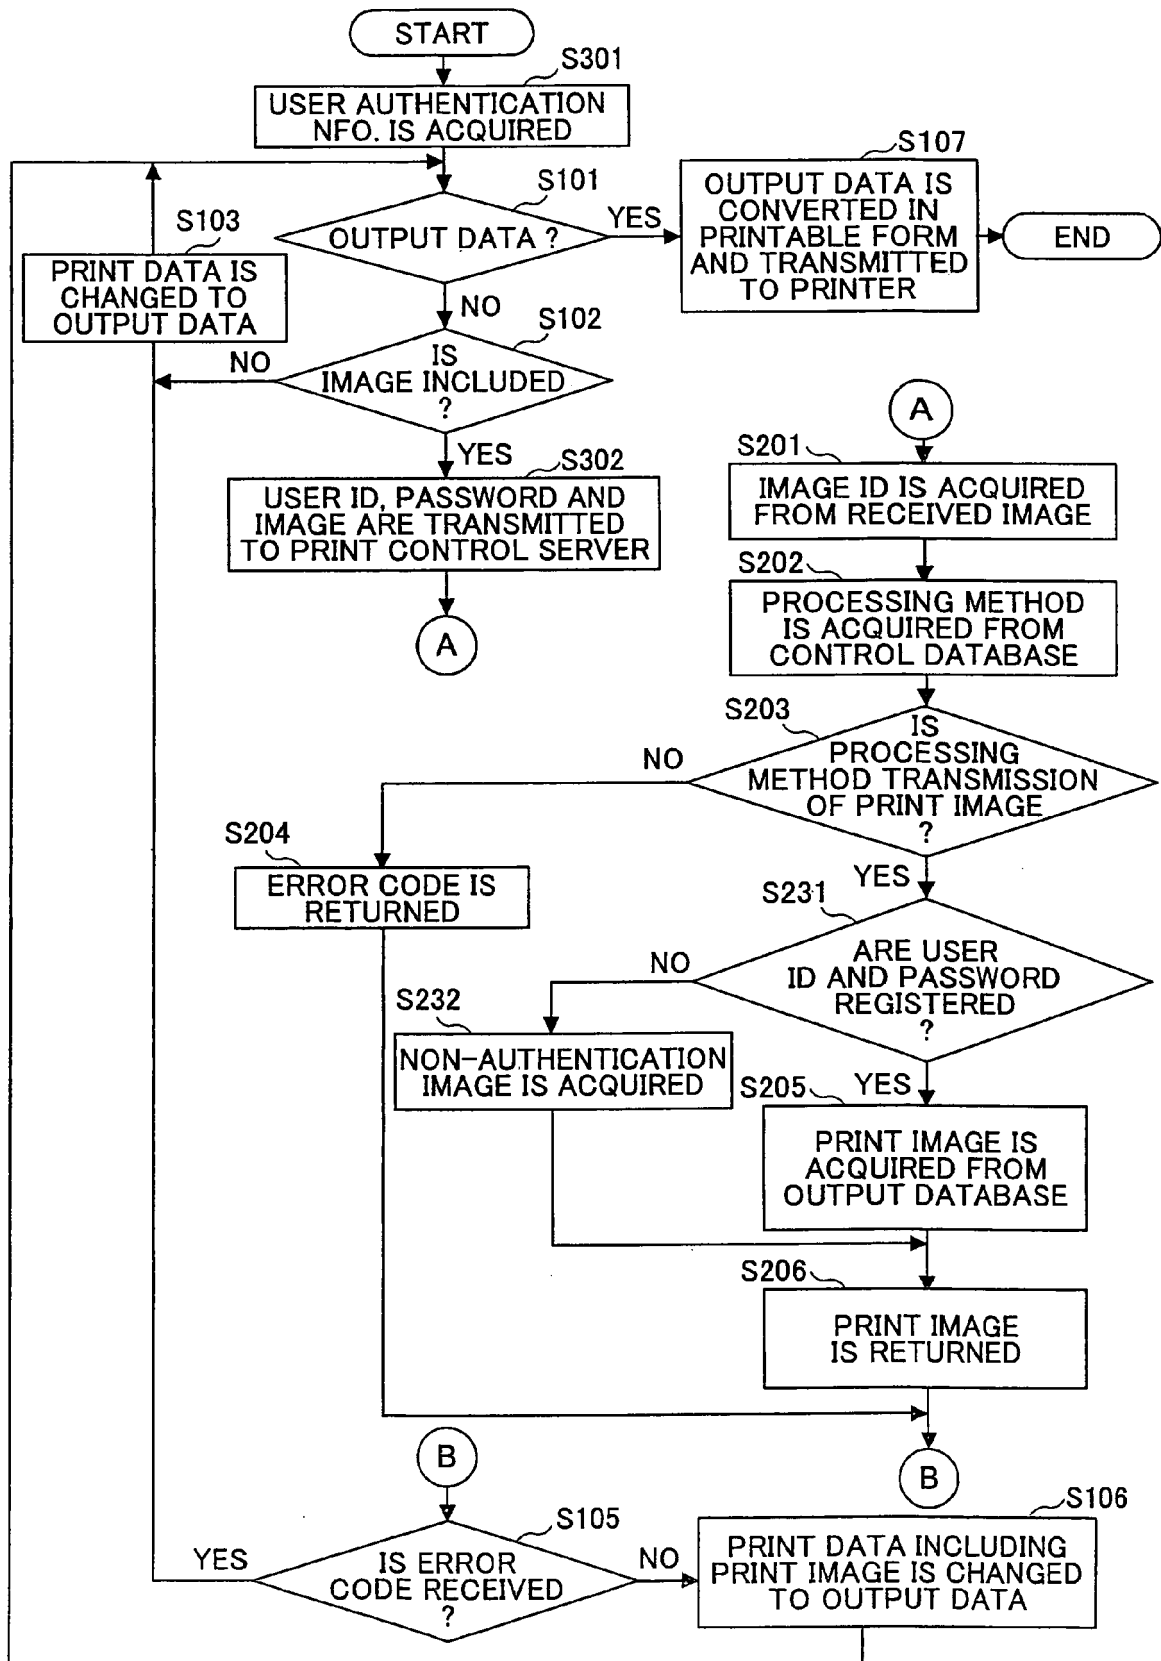 START
S301
USER AUTHENTICATION
NFO. IS ACQUIRED
S101
OUTPUT DATA ?
YES
S107
OUTPUT DATA IS
CONVERTED IN
PRINTABLE FORM
AND TRANSMITTED
TO PRINTER
END
S103
PRINT DATA IS
CHANGED TO
OUTPUT DATA
NO
S102
IS
IMAGE INCLUDED
?
NO
YES
S302
USER ID, PASSWORD AND
IMAGE ARE TRANSMITTED
TO PRINT CONTROL SERVER
A
A
S201
IMAGE ID IS ACQUIRED
FROM RECEIVED IMAGE
S202
PROCESSING METHOD
IS ACQUIRED FROM
CONTROL DATABASE
S203
IS
PROCESSING
METHOD TRANSMISSION
OF PRINT IMAGE
?
NO
S204
ERROR CODE IS
RETURNED
YES
S231
ARE USER
ID AND PASSWORD
REGISTERED
?
NO
S232
NON-AUTHENTICATION
IMAGE IS ACQUIRED
YES
S205
PRINT IMAGE IS
ACQUIRED FROM
OUTPUT DATABASE
S206
PRINT IMAGE
IS RETURNED
B
B
S105
IS ERROR
CODE RECEIVED
?
YES
NO
S106
PRINT DATA INCLUDING
PRINT IMAGE IS CHANGED
TO OUTPUT DATA